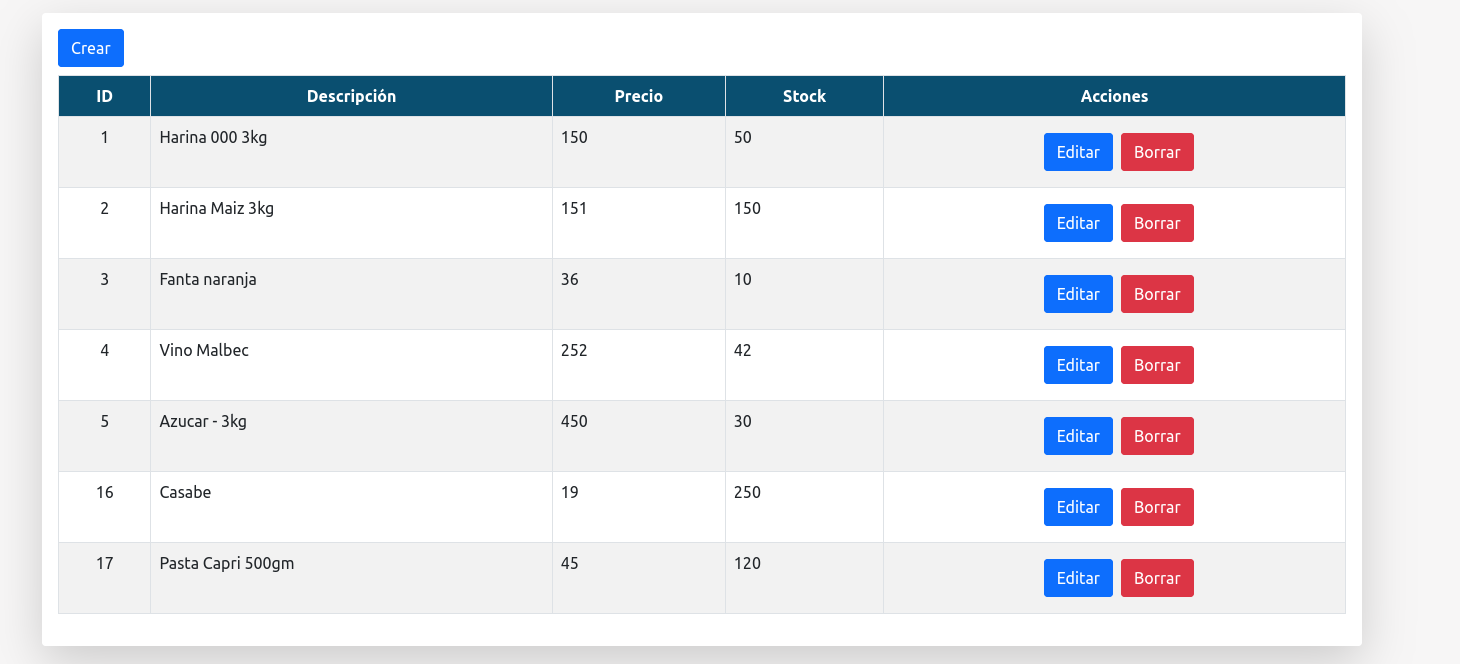 Crear
ID Descripción Precio Stock Acciones
1 Harina 000 3kg 150 50 Editar Borrar
2 Harina Maiz 3kg 151 150 Editar Borrar
3 Fanta naranja 36 10 Editar Borrar
4 Vino Malbec 252 42 Editar Borrar
5 Azucar - 3kg 450 30 Editar Borrar
16 Casabe 19 250 Editar Borrar
17 Pasta Capri 500gm 45 120 Editar Borrar